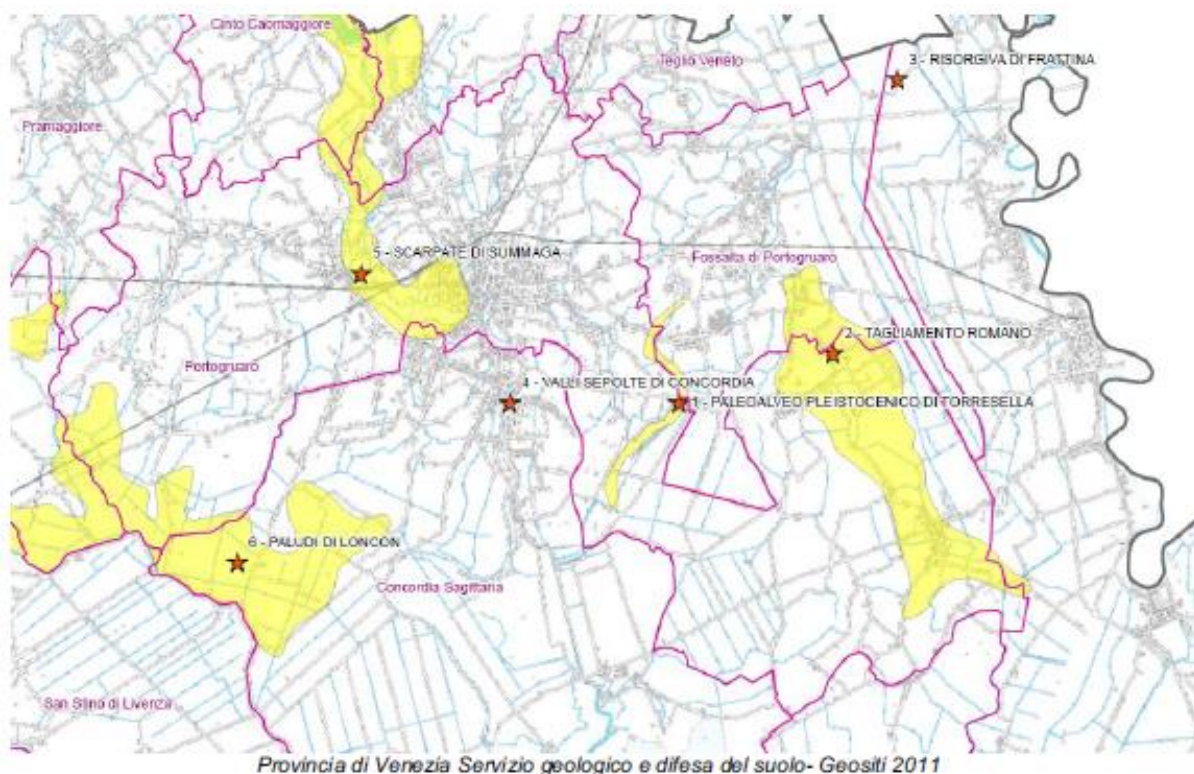 Cinto Caomaggiore
Teglio Veneto
3 - RISORGIVA DI FRATTINA
Pramaggiore
5 - SCARPATE DI SUMMAGA
Fossalta di Portogruaro
2 - TAGLIAMENTO ROMANO
Portogruaro
4 - VALLI SEPOLTE DI CONCORDIA
1 - PALEOALVEO PLEISTOCENICO DI TORRESELLA
6 - PALUDI DI LONCON
Concordia Sagittaria
San Stino di Livenza
Provincia di Venezia Servizio geologico e difesa del suolo- Geositi 2011